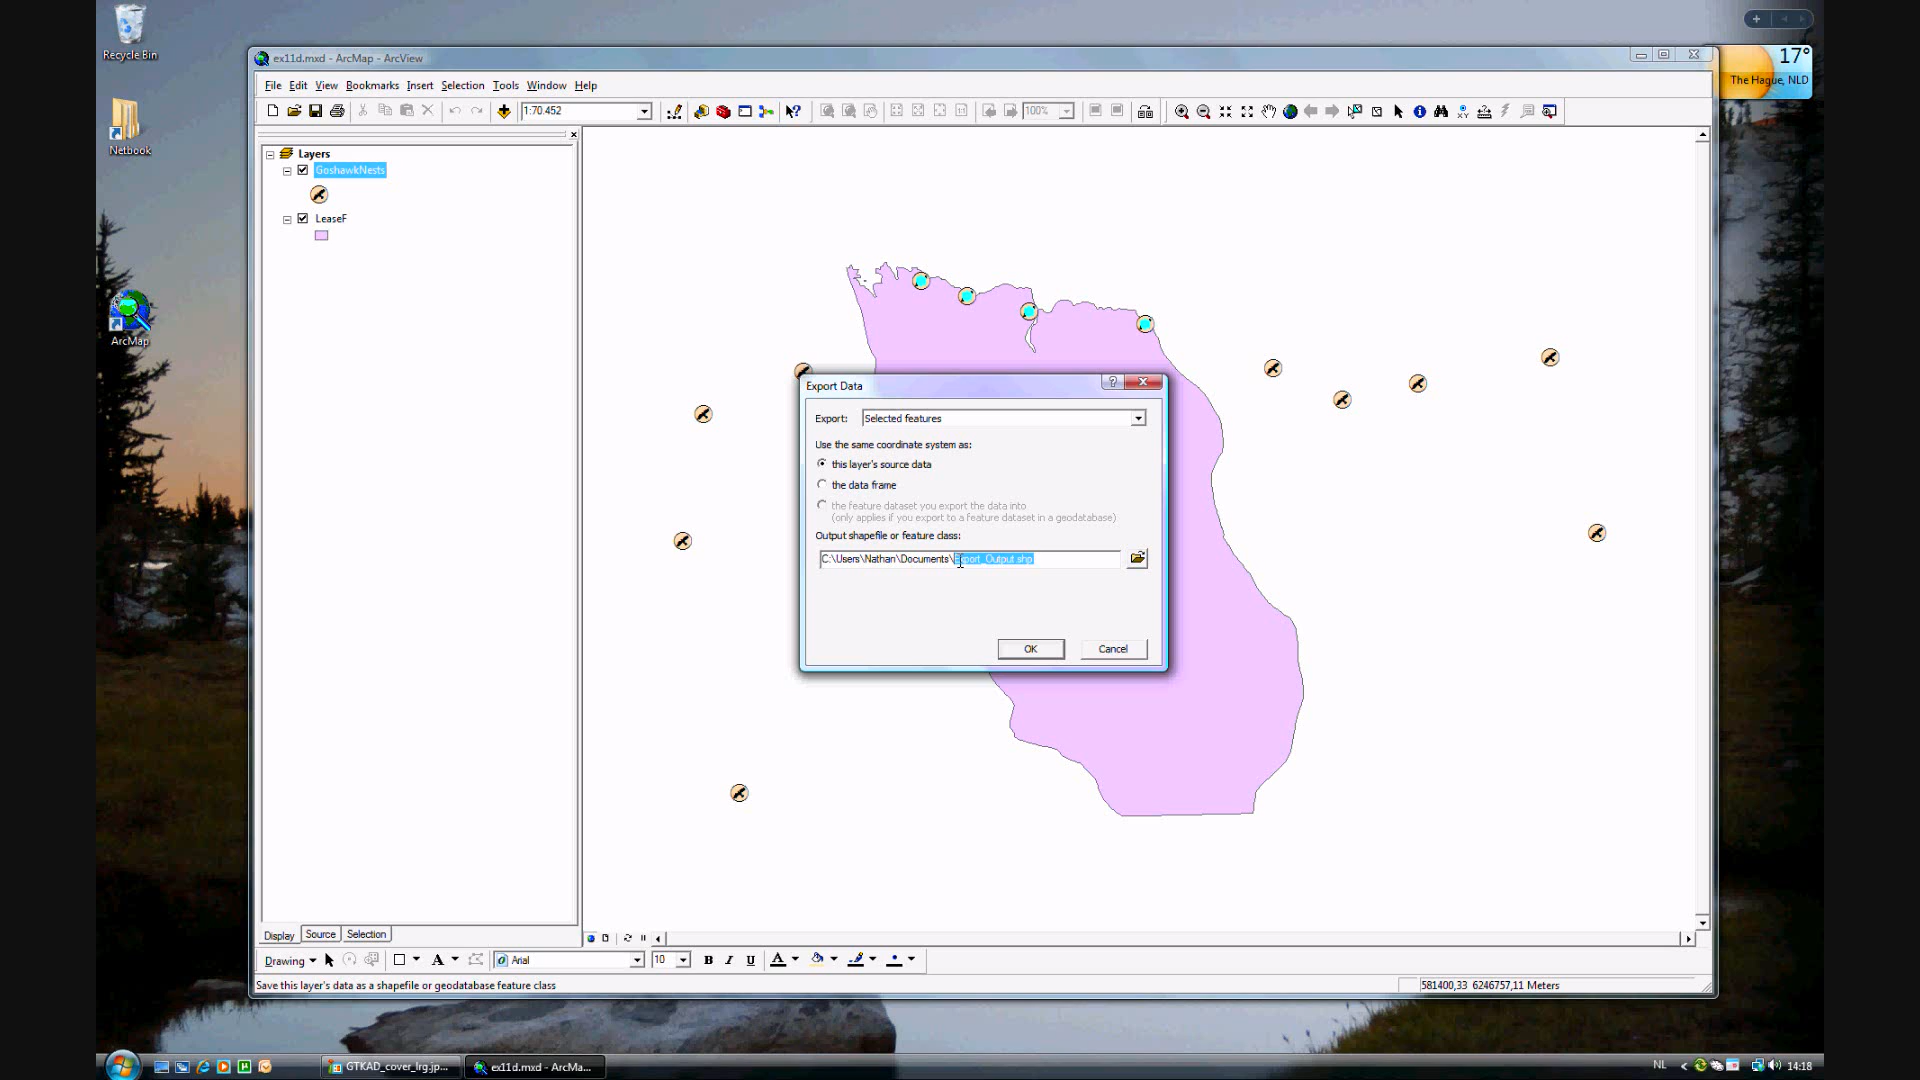 Recycle Bin
Netbook
ArcMap
17°
The Hague, NLD
ex11d.mxd - ArcMap - ArcView
File Edit View Bookmarks Insert Selection Tools Window Help
1:70.452
100%
Layers
GoshawkNests
LeaseF
Export Data
Export: Selected features
Use the same coordinate system as:
this layer's source data
the data frame
the feature dataset you export the data into
(only applies if you export to a feature dataset in a geodatabase)
Output shapefile or feature class:
C:\Users\Nathan\Documents\Export_Output.shp
OK Cancel
Display Source Selection
Drawing A Arial 10 B I U A
Save this layer's data as a shapefile or geodatabase feature class
581400,33 6246757,11 Meters
GTKAD_cover_lrg.jp...
ex11d.mxd - ArcMa...
NL
14:18